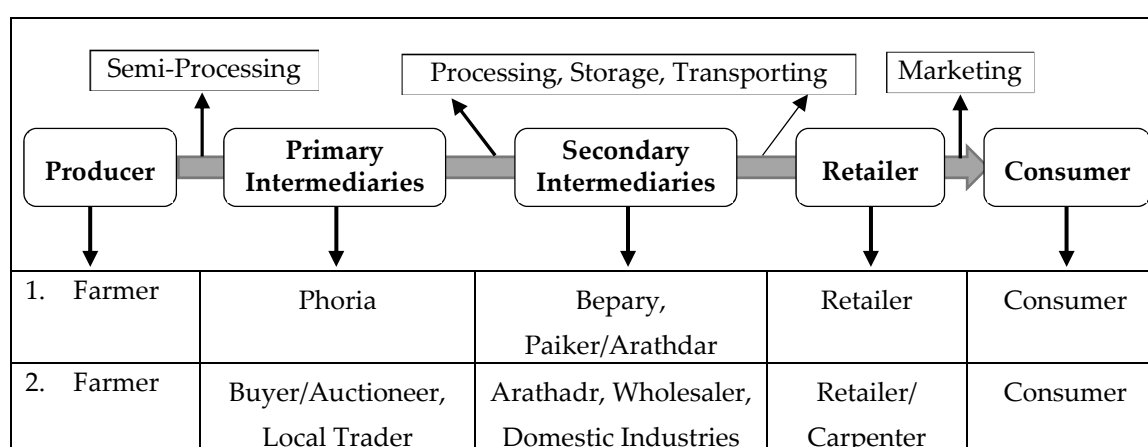 Semi-Processing
Processing, Storage, Transporting
Marketing
Producer
Primary
Intermediaries
Secondary
Intermediaries
Retailer
Consumer
1. Farmer
Phoria
Bepary,
Paiker/Arathdar
Retailer
Consumer
2. Farmer
Buyer/Auctioneer,
Local Trader
Arathadr, Wholesaler,
Domestic Industries
Retailer/
Carpenter
Consumer